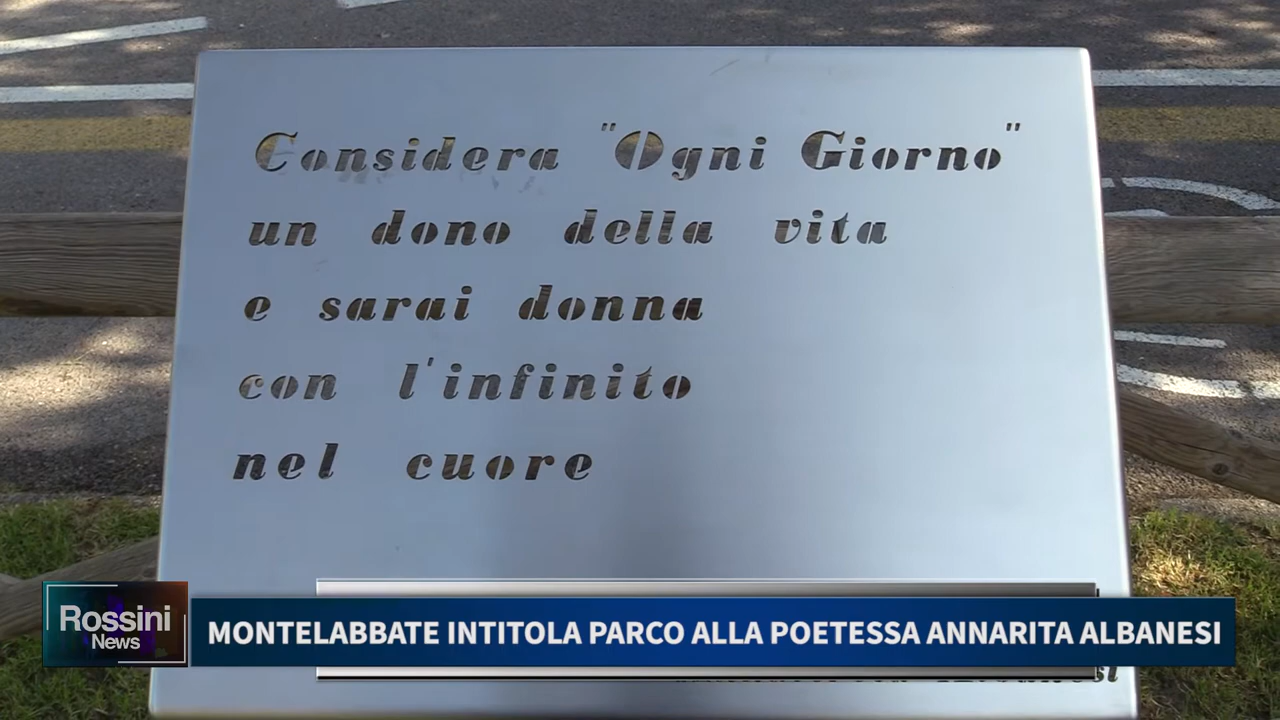 Considera "Ogni Giorno"
un dono della vita
e sarai donna
con l'infinito
nel cuore
Rossini
News
MONTELABBATE INTITOLA PARCO ALLA POETESSA ANNARITA ALBANESI